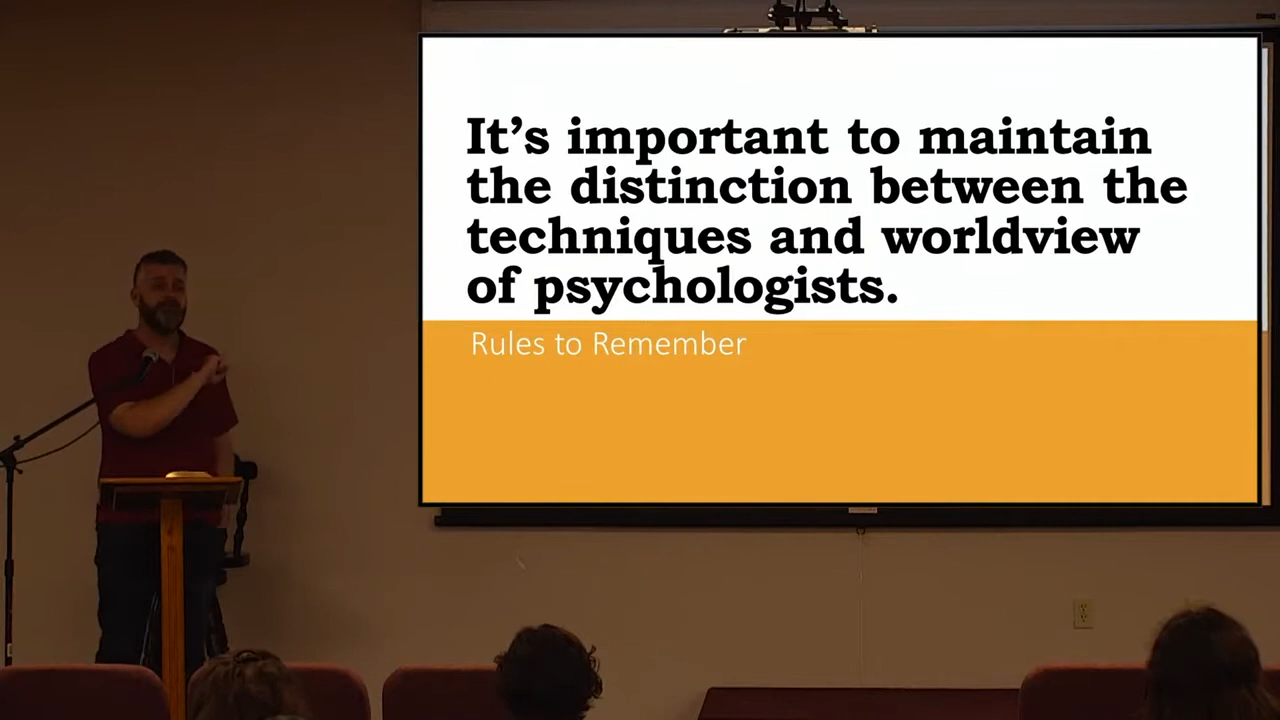 It’s important to maintain
the distinction between the
techniques and worldview
of psychologists.
Rules to Remember